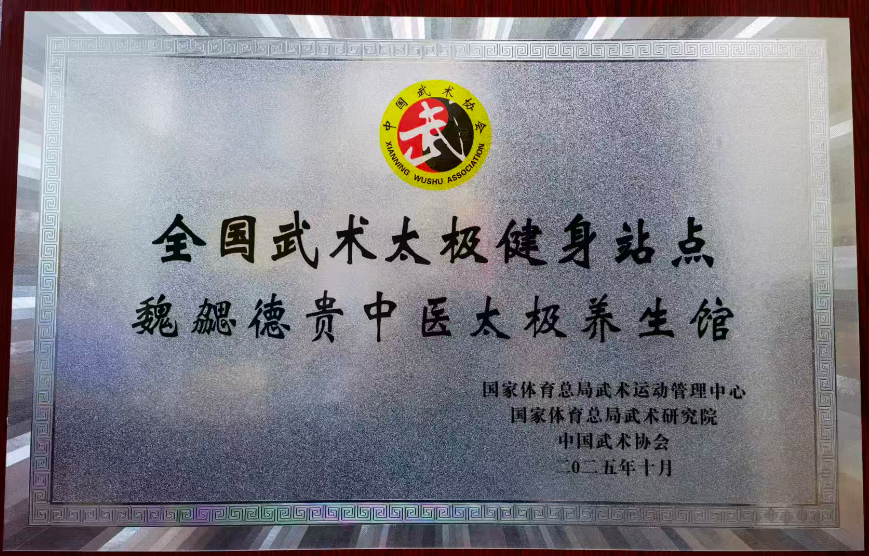 中国武术协会
武
XIANNING WUSHU ASSOCIATION
全国武术太极健身站点
魏勰德贵中医太极养生馆
国家体育总局武术运动管理中心
国家体育总局武术研究院
中国武术协会
二〇二五年十月